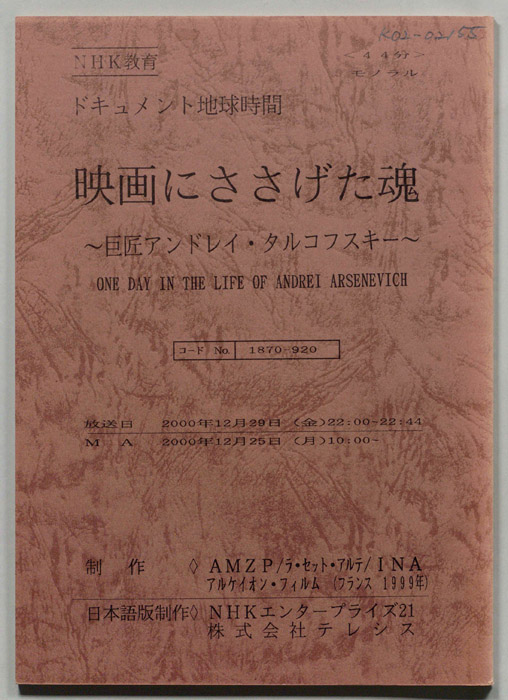 K02-02155
NHK教育
<44分>
モノラル
ドキュメント地球時間
映画にささげた魂
～巨匠アンドレイ・タルコフスキー～
ONE DAY IN THE LIFE OF ANDREI ARSENEVICH
コード No. 1870-920
放送日 2000年12月29日 (金)22:00~22:44
MA 2000年12月25日 (月)10:00~
制作 ◇ AMZP/ラ・セット・アルテ/INA
アルケイオン・フィルム (フランス 1999年)
日本語版制作◇ NHKエンタープライズ21
株式会社テレシス